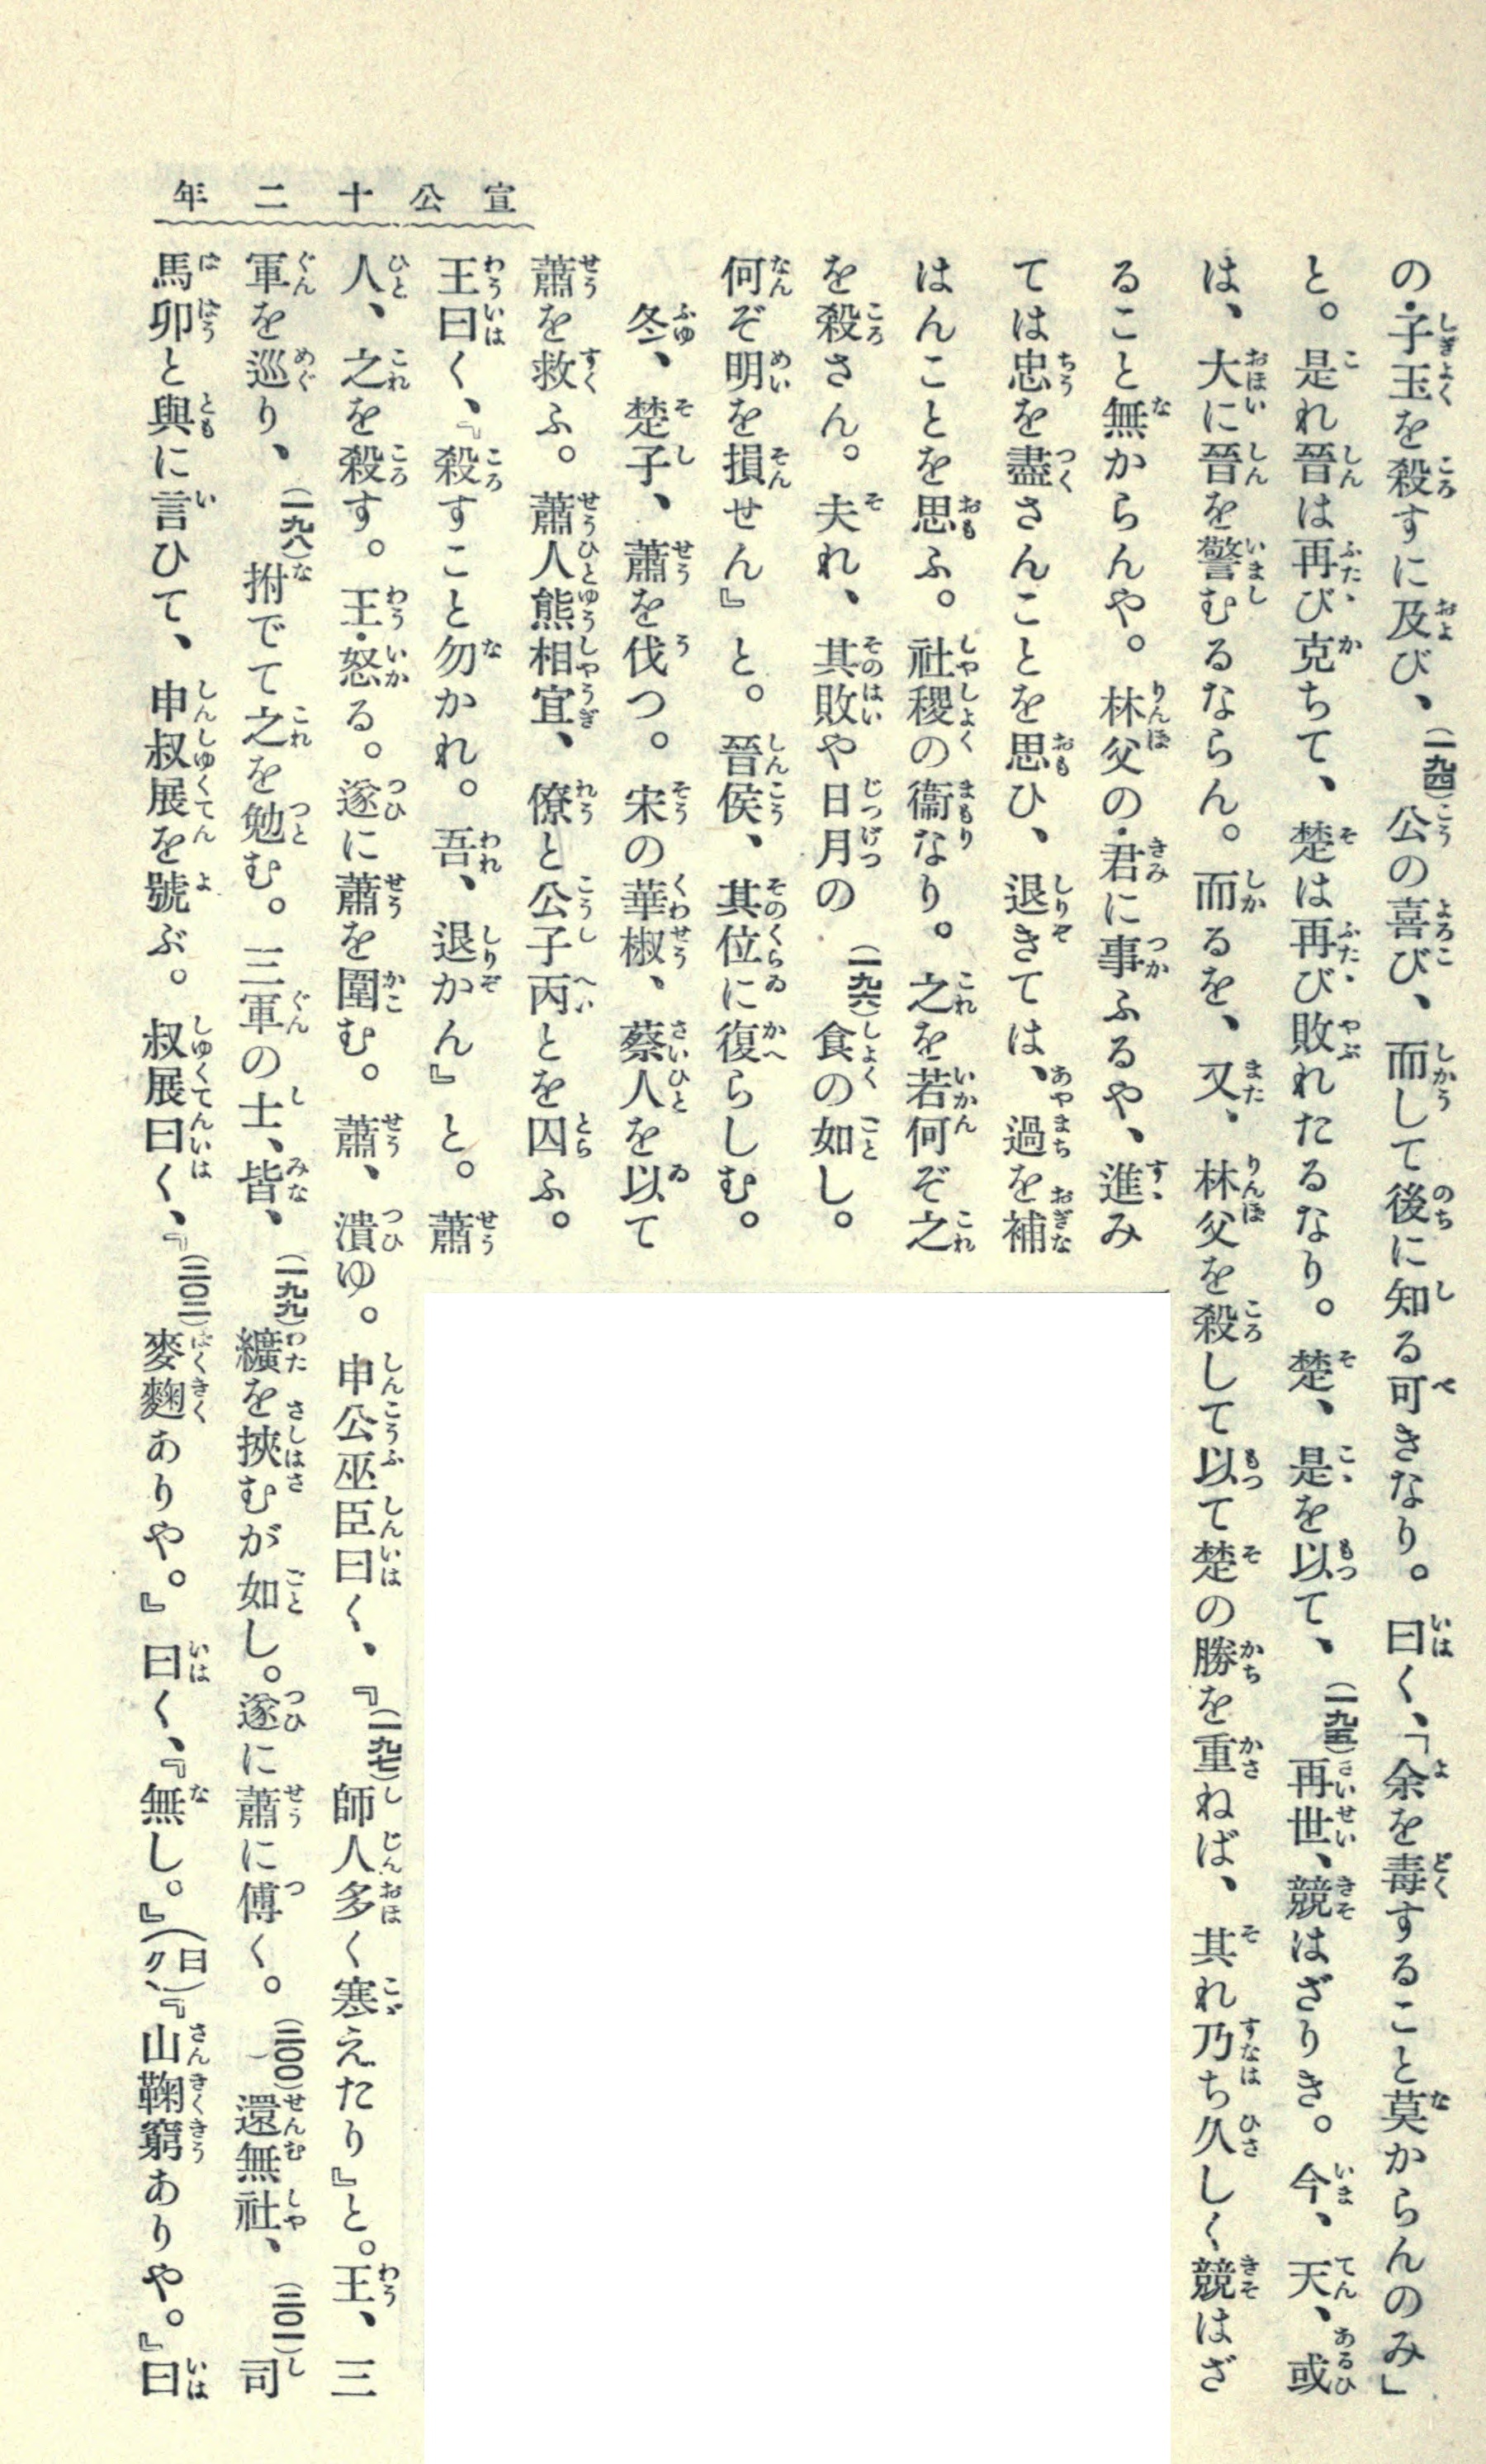 の・子玉を殺すに及び、（一九四）公の喜び、而して後に知る可きなり。曰く、「余を毒すること莫からんのみ」
と。是れ晉は再び克ちて、楚は再び敗れたるなり。楚、是を以て、（一九五）再世、競はざりき。今、天、或
は、大に晉を警むるならん。而るを、又、林父を殺して以て楚の勝を重ねば、其れ乃ち久しく競はざ
ること無からんや。林父の・君に事ふるや、進み
ては忠を盡さんことを思ひ、退きては、過を補
はんことを思ふ。社稷の衞なり。之を若何ぞ之
を殺さん。夫れ、其敗や日月の（一九六）食の如し。
何ぞ明を損せん』と。晉侯、其位に復らしむ。
冬、楚子、蕭を伐つ。宋の華椒、蔡人を以て
蕭を救ふ。蕭人熊相宜、僚と公子丙とを囚ふ。
王曰く、『殺すこと勿かれ。吾、退かん』と。蕭
人、之を殺す。王・怒る。遂に蕭を圍む。蕭、潰ゆ。申公巫臣曰く、『（一九七）師人多く寒えたり』と。王、三
軍を巡り、（一九八）拊でて之を勉む。三軍の士、皆、（一九九）纊を挾むが如し。遂に蕭に傅く。（二〇〇）還無社、（二〇一）司
馬卯と與に言ひて、申叔展を號ぶ。叔展曰く、『（二〇二）麥麴ありや。』曰く、『無し。』（曰ク、）『山鞠窮ありや。』曰
宣公十二年